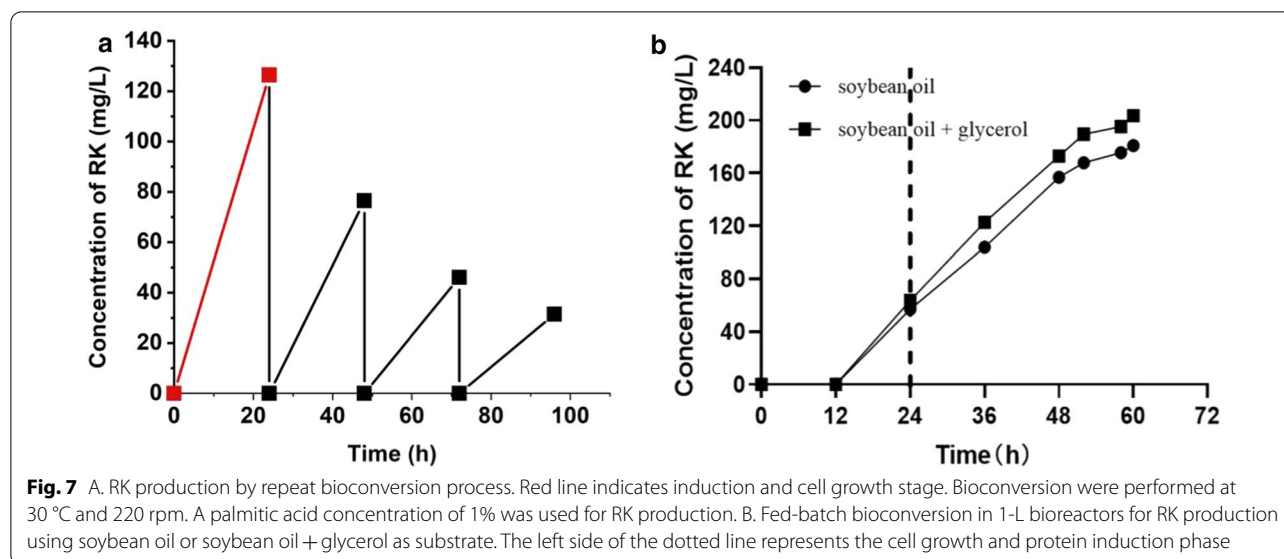 a
140
120
100
80
60
40
20
0
Concentration of RK (mg/L)
0 20 40 60 80 100
Time (h)
b
240
200
160
120
80
40
0
Concentration of RK (mg/L)
soybean oil
soybean oil + glycerol
0 12 24 36 48 60 72
Time（h）
Fig. 7 A. RK production by repeat bioconversion process. Red line indicates induction and cell growth stage. Bioconversion were performed at
30 °C and 220 rpm. A palmitic acid concentration of 1% was used for RK production. B. Fed-batch bioconversion in 1-L bioreactors for RK production
using soybean oil or soybean oil + glycerol as substrate. The left side of the dotted line represents the cell growth and protein induction phase